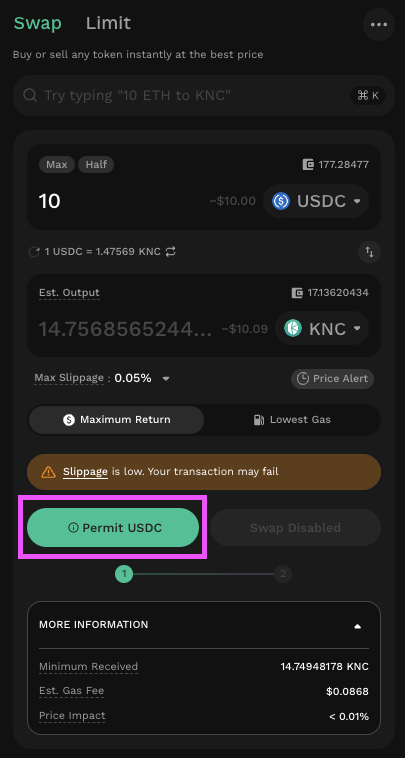 Swap Limit
Buy or sell any token instantly at the best price
Try typing "10 ETH to KNC" ⌘ K
Max Half 177.28477
10 ~$10.00 USDC
1 USDC = 1.47569 KNC
Est. Output 17.13620434
14.7568565244... ~$10.09 KNC
Max Slippage : 0.05% Price Alert
Maximum Return Lowest Gas
Slippage is low. Your transaction may fail
Permit USDC Swap Disabled
1 2
MORE INFORMATION
Minimum Received 14.74948178 KNC
Est. Gas Fee $0.0868
Price Impact < 0.01%